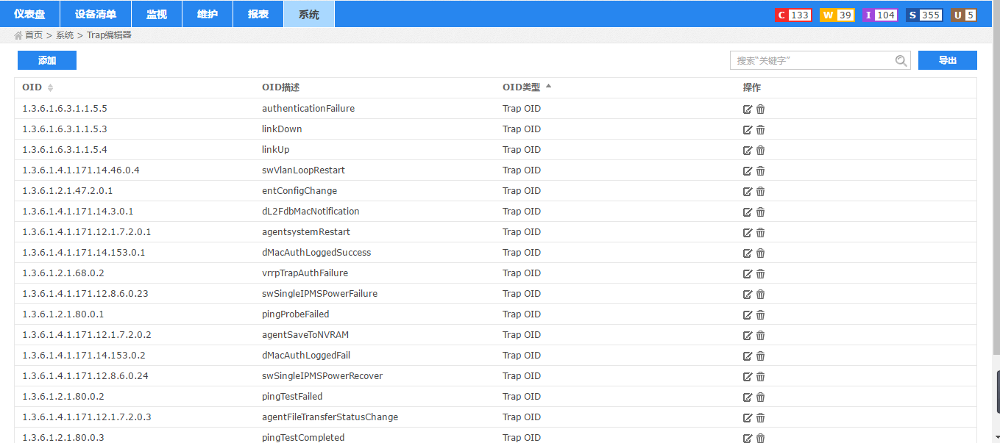 仪表盘 设备清单 监视 维护 报表 系统 C 133 W 39 I 104 S 355 U 5
首页 > 系统 > Trap编辑器
添加 搜索“关键字” 导出
OID OID描述 OID类型 操作
1.3.6.1.6.3.1.1.5.5 authenticationFailure Trap OID
1.3.6.1.6.3.1.1.5.3 linkDown Trap OID
1.3.6.1.6.3.1.1.5.4 linkUp Trap OID
1.3.6.1.4.1.171.14.46.0.4 swVlanLoopRestart Trap OID
1.3.6.1.2.1.47.2.0.1 entConfigChange Trap OID
1.3.6.1.4.1.171.14.3.0.1 dL2FdbMacNotification Trap OID
1.3.6.1.4.1.171.12.1.7.2.0.1 agentsystemRestart Trap OID
1.3.6.1.4.1.171.14.153.0.1 dMacAuthLoggedSuccess Trap OID
1.3.6.1.2.1.68.0.2 vrrpTrapAuthFailure Trap OID
1.3.6.1.4.1.171.12.8.6.0.23 swSingleIPMSPowerFailure Trap OID
1.3.6.1.2.1.80.0.1 pingProbeFailed Trap OID
1.3.6.1.4.1.171.12.1.7.2.0.2 agentSaveToNVRAM Trap OID
1.3.6.1.4.1.171.14.153.0.2 dMacAuthLoggedFail Trap OID
1.3.6.1.4.1.171.12.8.6.0.24 swSingleIPMSPowerRecover Trap OID
1.3.6.1.2.1.80.0.2 pingTestFailed Trap OID
1.3.6.1.4.1.171.12.1.7.2.0.3 agentFileTransferStatusChange Trap OID
1.3.6.1.2.1.80.0.3 pingTestCompleted Trap OID